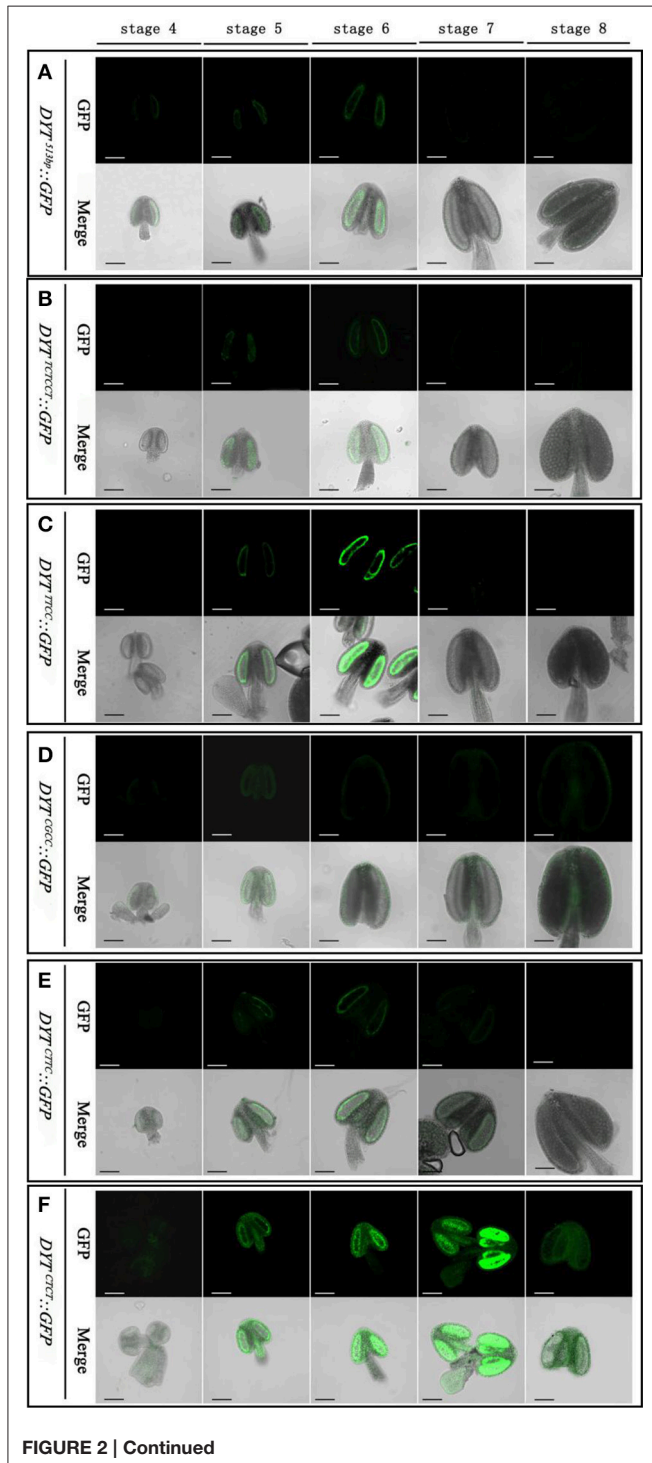 stage 4 stage 5 stage 6 stage 7 stage 8
A
DYT^513bp::GFP
GFP
Merge
B
DYT^TCTCCT::GFP
GFP
Merge
C
DYT^TTCC::GFP
GFP
Merge
D
DYT^CGCC::GFP
GFP
Merge
E
DYT^CTTC::GFP
GFP
Merge
F
DYT^CTCT::GFP
GFP
Merge
FIGURE 2 | Continued